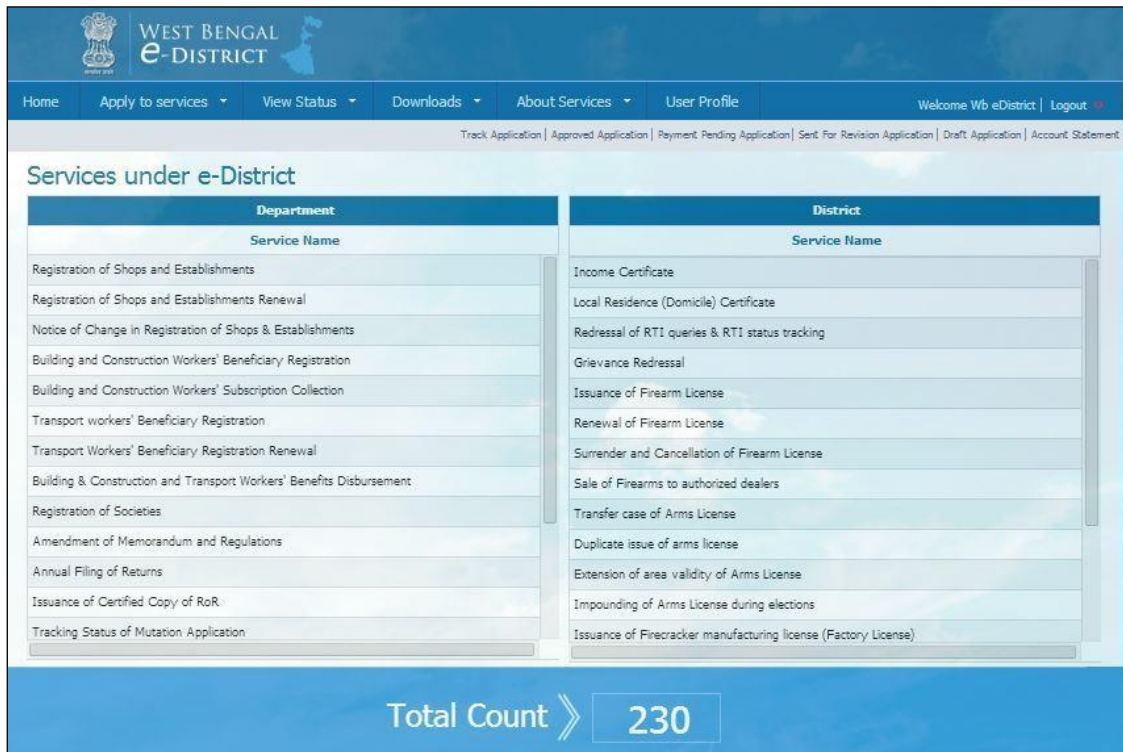 WEST BENGAL
e-DISTRICT
Home Apply to services View Status Downloads About Services User Profile Welcome Wb eDistrict | Logout
Track Application | Approved Application | Payment Pending Application | Sent For Revision Application | Draft Application | Account Statement
Services under e-District
Department
Service Name
Registration of Shops and Establishments
Registration of Shops and Establishments Renewal
Notice of Change in Registration of Shops & Establishments
Building and Construction Workers' Beneficiary Registration
Building and Construction Workers' Subscription Collection
Transport workers' Beneficiary Registration
Transport Workers' Beneficiary Registration Renewal
Building & Construction and Transport Workers' Benefits Disbursement
Registration of Societies
Amendment of Memorandum and Regulations
Annual Filing of Returns
Issuance of Certified Copy of RoR
Tracking Status of Mutation Application
District
Service Name
Income Certificate
Local Residence (Domicile) Certificate
Redressal of RTI queries & RTI status tracking
Grievance Redressal
Issuance of Firearm License
Renewal of Firearm License
Surrender and Cancellation of Firearm License
Sale of Firearms to authorized dealers
Transfer case of Arms License
Duplicate issue of arms license
Extension of area validity of Arms License
Impounding of Arms License during elections
Issuance of Firecracker manufacturing license (Factory License)
Total Count 230